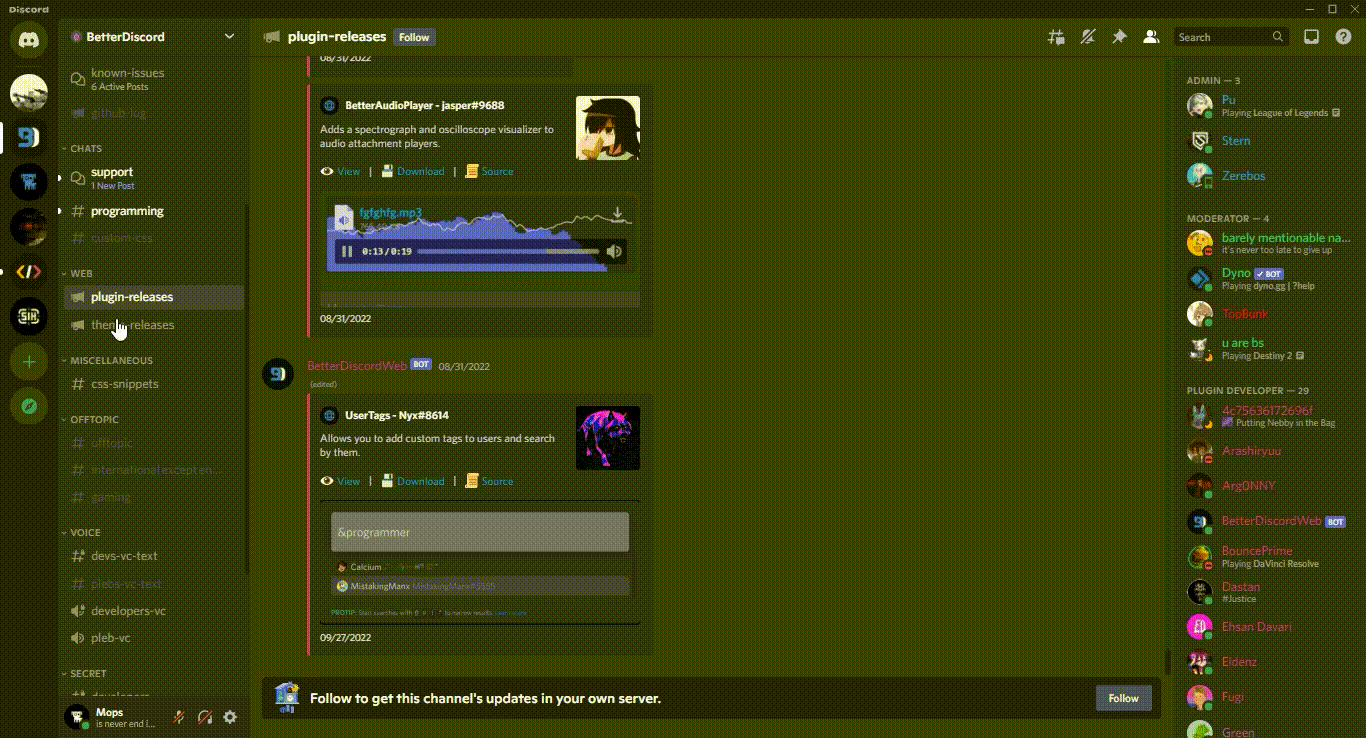 Discord
BetterDiscord
known-issues
6 Active Posts
github-log
CHATS
support
1 New Post
programming
custom-css
WEB
plugin-releases
MISCELLANEOUS
css-snippets
OFFTOPIC
offtopic
internationalexcepten...
gaming
VOICE
devs-vc-text
plebs-vc-text
developers-vc
pleb-vc
SECRET
developers
Mops
is never end i...
plugin-releases
Follow
Search
08/31/2022
BetterAudioPlayer - jasper#9688
Adds a spectrograph and oscilloscope visualizer to
audio attachment players.
View | Download | Source
fgfghfg.mp3
0:13/0:19
08/31/2022
BetterDiscordWeb BOT 08/31/2022
(edited)
UserTags - Nyx#8614
Allows you to add custom tags to users and search
by them.
View | Download | Source
&programmer
Calcium
MistakingManx
PROTIP:
09/27/2022
Follow to get this channel's updates in your own server.
Follow
ADMIN — 3
Pu
Playing League of Legends
Stern
Zerebos
MODERATOR — 4
barely mentionable na...
it's never too late to give up
Dyno ✓ BOT
Playing dyno.gg | ?help
TopBunk
u are bs
Playing Destiny 2
PLUGIN DEVELOPER — 29
4c75636172696f
Putting Nebby in the Bag
Arashiryuu
Arg0NNY
BetterDiscordWeb BOT
BouncePrime
Playing DaVinci Resolve
Dastan
#Justice
Ehsan Davari
Eldenz
Fugi
Green